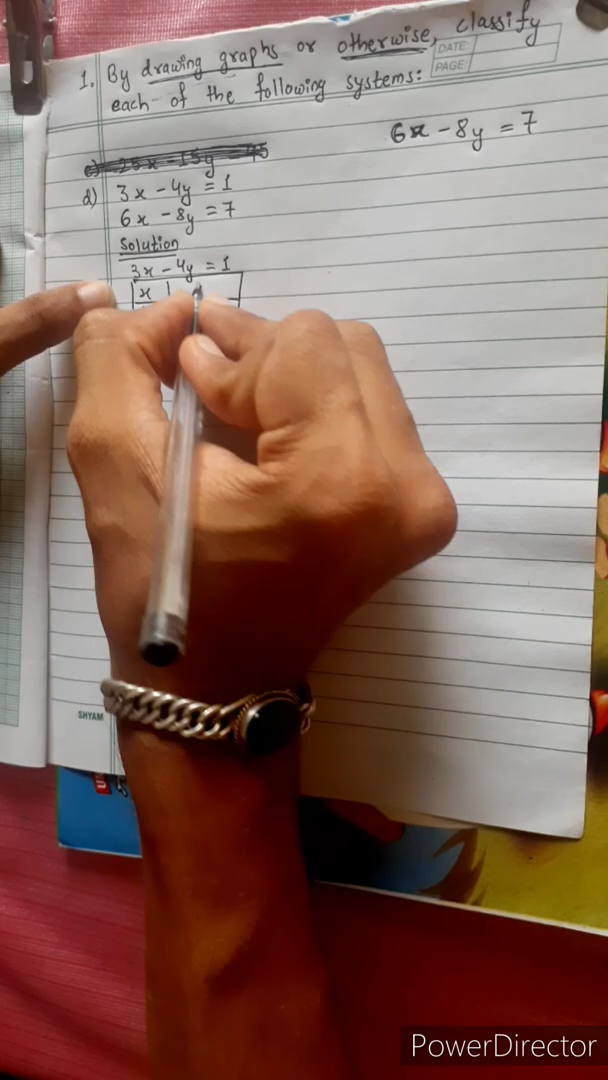 1. By drawing graphs or otherwise, classify
each of the following systems:
DATE:
PAGE
6x - 8y = 7
d) 3x - 4y = 1
6x - 8y = 7
Solution
3x - 4y = 1
x
SHYAM
PowerDirector